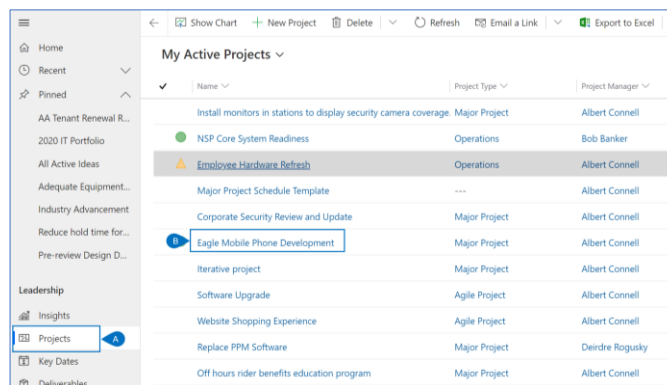 Show Chart New Project Delete Refresh Email a Link Export to Excel
Home
Recent
Pinned
AA Tenant Renewal R...
2020 IT Portfolio
All Active Ideas
Adequate Equipment...
Industry Advancement
Reduce hold time for...
Pre-review Design D...
Leadership
Insights
Projects A
Key Dates
Deliverables
My Active Projects
Name Project Type Project Manager
Install monitors in stations to display security camera coverage. Major Project Albert Connell
NSP Core System Readiness Operations Bob Banker
Employee Hardware Refresh Operations Albert Connell
Major Project Schedule Template --- Albert Connell
Corporate Security Review and Update Major Project Albert Connell
B Eagle Mobile Phone Development Major Project Albert Connell
Iterative project Major Project Albert Connell
Software Upgrade Agile Project Albert Connell
Website Shopping Experience Agile Project Albert Connell
Replace PPM Software Major Project Deirdre Rogusky
Off hours rider benefits education program Major Project Albert Connell